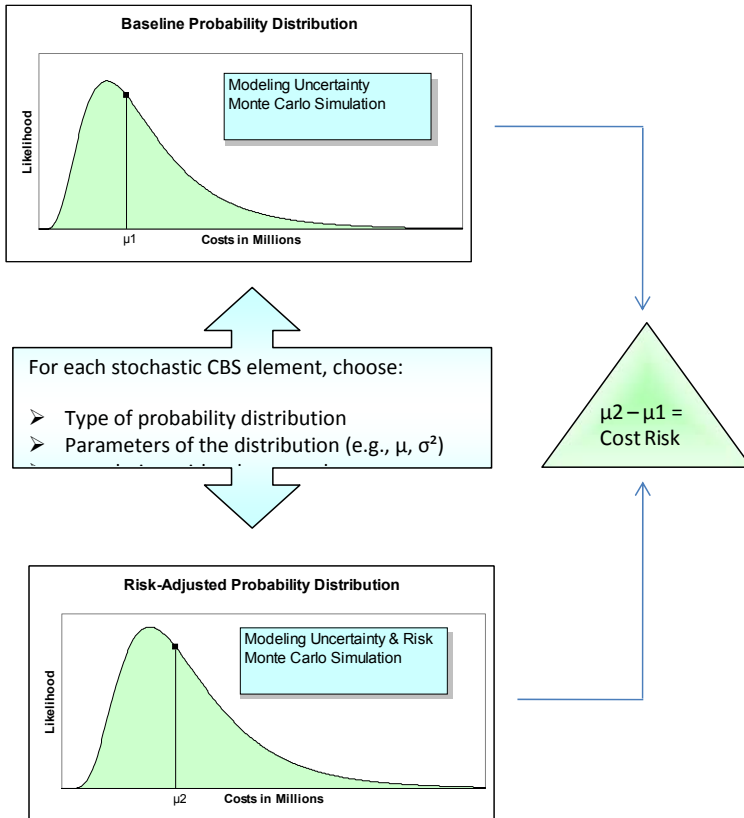 Baseline Probability Distribution
Modeling Uncertainty
Monte Carlo Simulation
Likelihood
μ1
Costs in Millions
For each stochastic CBS element, choose:
➢ Type of probability distribution
➢ Parameters of the distribution (e.g., μ, σ²)
μ2 – μ1 =
Cost Risk
Risk-Adjusted Probability Distribution
Modeling Uncertainty & Risk
Monte Carlo Simulation
Likelihood
μ2
Costs in Millions